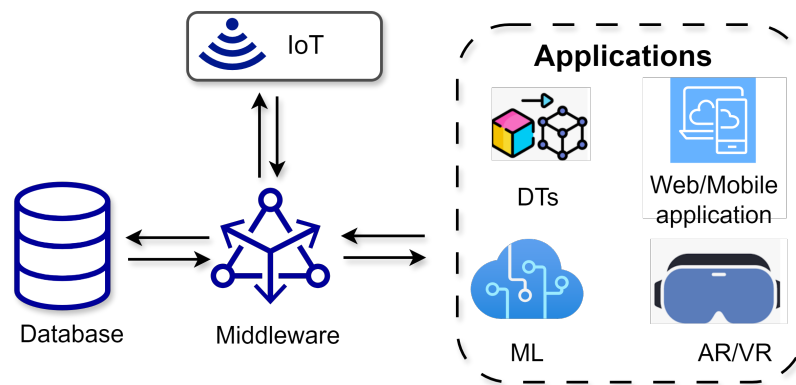 IoT
Applications
DTs
Web/Mobile
application
Database
Middleware
ML
AR/VR